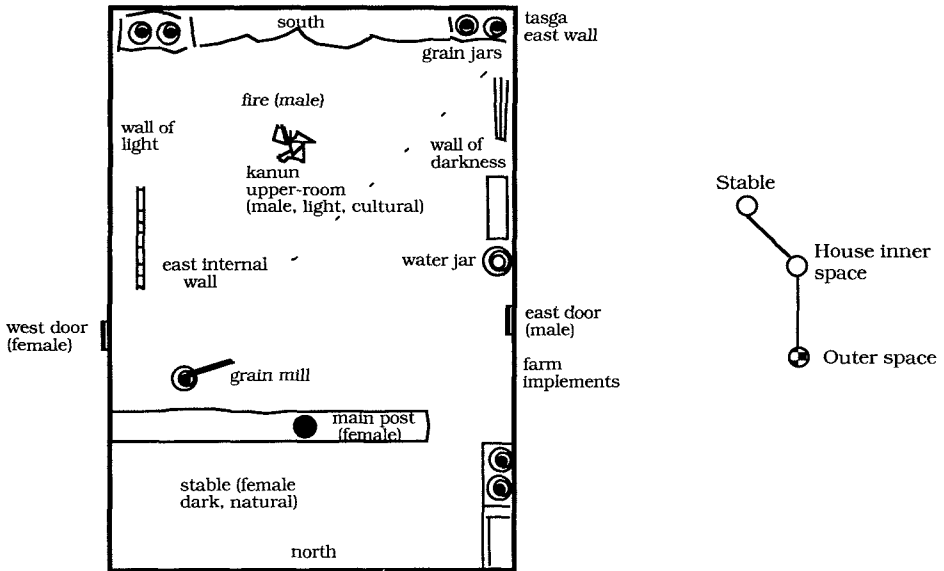 south
tasga
east wall
grain jars
fire (male)
wall of
light
wall of
darkness
kanun
upper-room
(male, light, cultural)
east internal
wall
water jar
west door
(female)
east door
(male)
grain mill
farm
implements
main post
(female)
stable (female
dark, natural)
north
Stable
House inner
space
Outer space